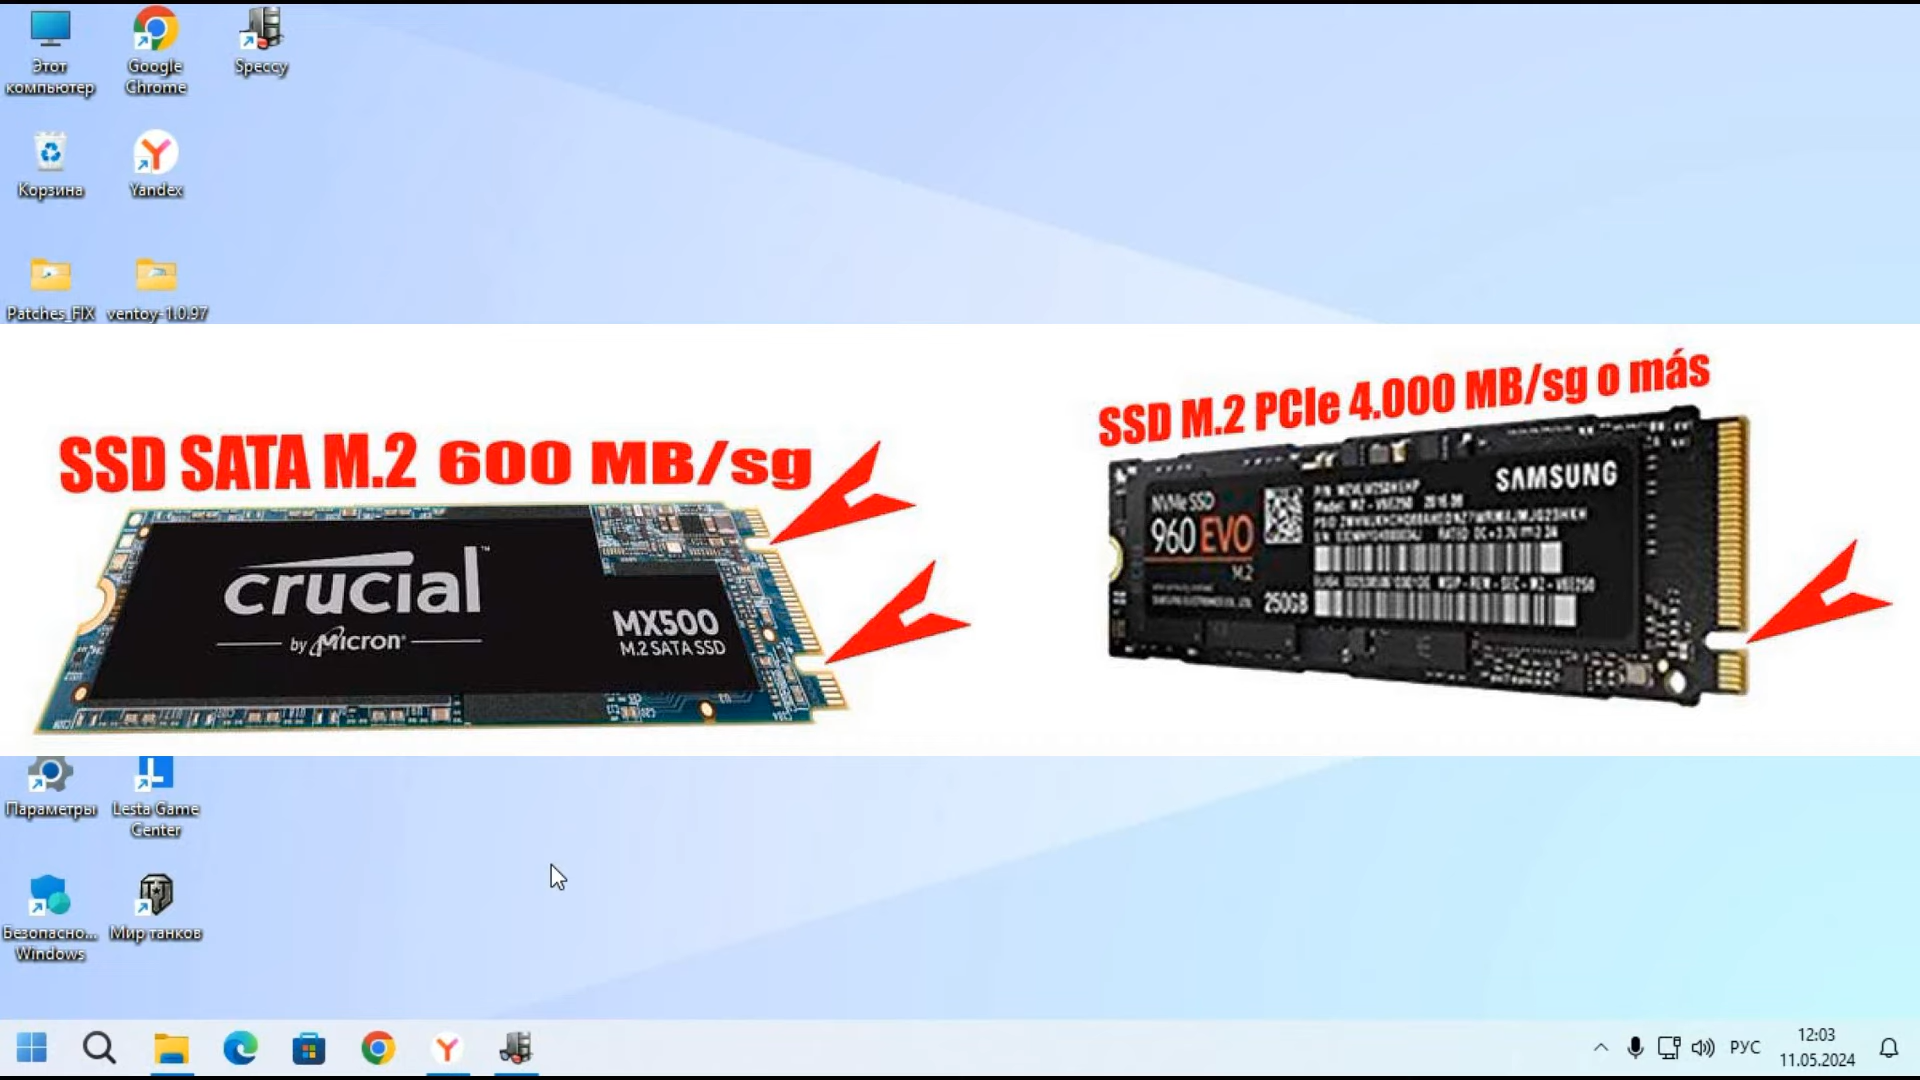 Этот
компьютер
Google
Chrome
Speccy
Корзина
Yandex
Patches_FIX
ventoy-1.0.97
SSD SATA M.2 600 MB/sg
crucial
by Micron
MX500
M.2 SATA SSD
SSD M.2 PCIe 4.000 MB/sg o más
SAMSUNG
NVMe SSD
960 EVO
M.2
250GB
Параметры
Lesta Game
Center
Безопасно...
Windows
Мир танков
РУС
12:03
11.05.2024